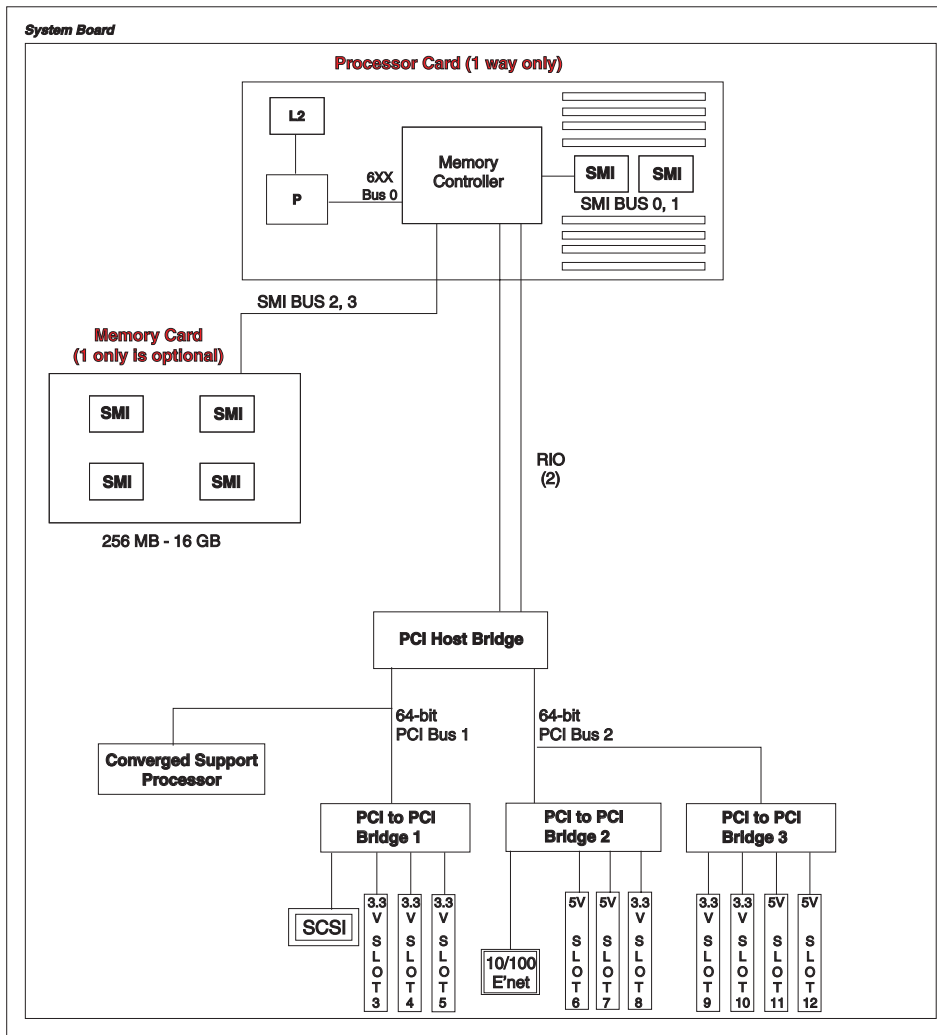 System Board
Processor Card (1 way only)
L2
P
6XX
Bus 0
Memory
Controller
SMI
SMI
SMI BUS 0, 1
SMI BUS 2, 3
Memory Card
(1 only is optional)
SMI
SMI
SMI
SMI
256 MB - 16 GB
RIO
(2)
PCI Host Bridge
64-bit
PCI Bus 1
64-bit
PCI Bus 2
Converged Support
Processor
PCI to PCI
Bridge 1
PCI to PCI
Bridge 2
PCI to PCI
Bridge 3
SCSI
3.3 V SLOT 3
3.3 V SLOT 4
3.3 V SLOT 5
10/100
E'net
5V SLOT 6
5V SLOT 7
3.3 V SLOT 8
3.3 V SLOT 9
3.3 V SLOT 10
5V SLOT 11
5V SLOT 12